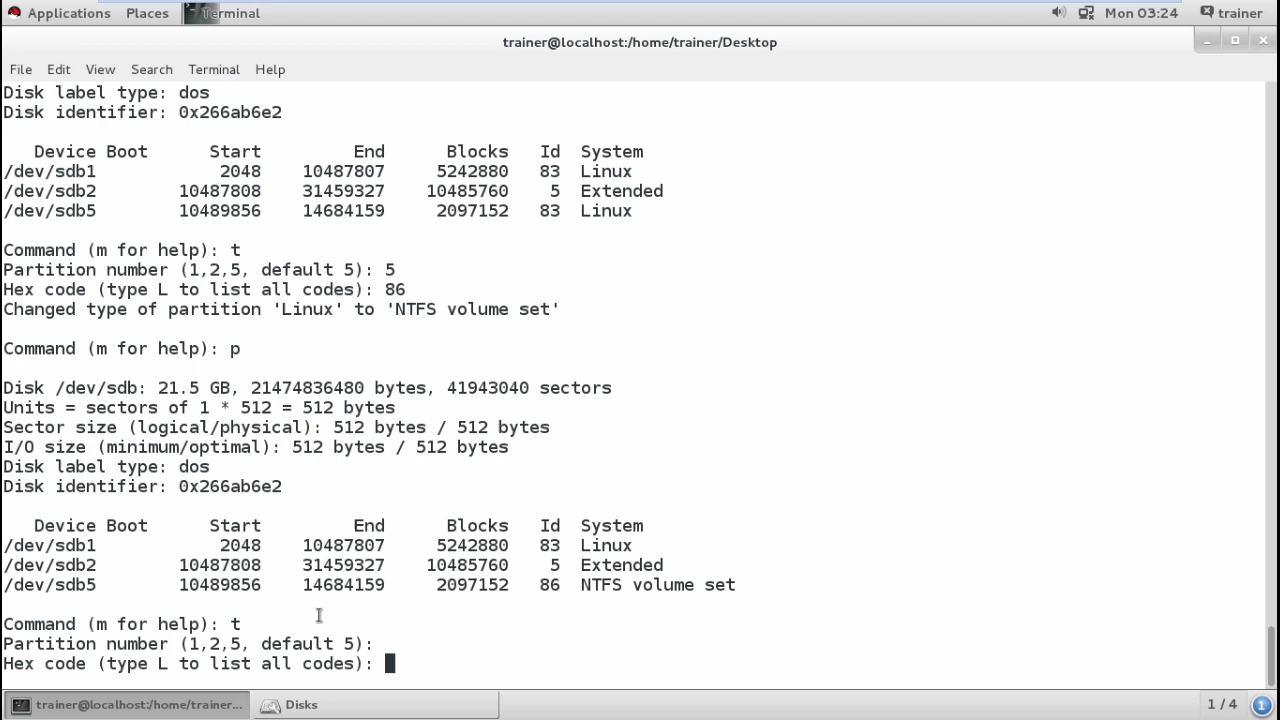 Applications Places Terminal Mon 03:24 trainer
trainer@localhost:/home/trainer/Desktop
File Edit View Search Terminal Help
Disk label type: dos
Disk identifier: 0x266ab6e2
Device Boot Start End Blocks Id System
/dev/sdb1 2048 10487807 5242880 83 Linux
/dev/sdb2 10487808 31459327 10485760 5 Extended
/dev/sdb5 10489856 14684159 2097152 83 Linux
Command (m for help): t
Partition number (1,2,5, default 5): 5
Hex code (type L to list all codes): 86
Changed type of partition 'Linux' to 'NTFS volume set'
Command (m for help): p
Disk /dev/sdb: 21.5 GB, 21474836480 bytes, 41943040 sectors
Units = sectors of 1 * 512 = 512 bytes
Sector size (logical/physical): 512 bytes / 512 bytes
I/O size (minimum/optimal): 512 bytes / 512 bytes
Disk label type: dos
Disk identifier: 0x266ab6e2
Device Boot Start End Blocks Id System
/dev/sdb1 2048 10487807 5242880 83 Linux
/dev/sdb2 10487808 31459327 10485760 5 Extended
/dev/sdb5 10489856 14684159 2097152 86 NTFS volume set
Command (m for help): t
Partition number (1,2,5, default 5):
Hex code (type L to list all codes):
trainer@localhost:/home/trainer... Disks 1 / 4 1